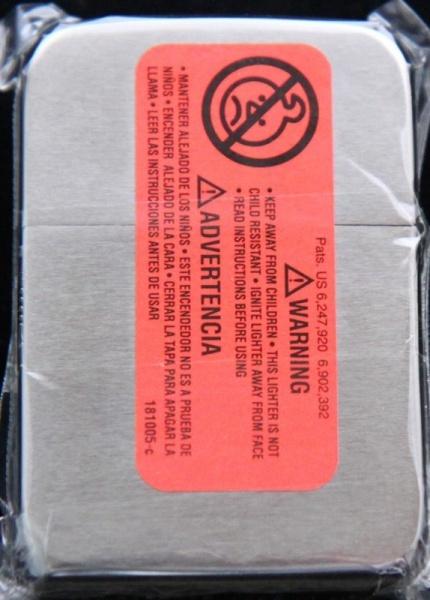 Pats. US 6,247,920 6,902,392
⚠WARNING
• KEEP AWAY FROM CHILDREN • THIS LIGHTER IS NOT
CHILD RESISTANT • IGNITE LIGHTER AWAY FROM FACE
• READ INSTRUCTIONS BEFORE USING
⚠ADVERTENCIA
• MANTENER ALEJADO DE LOS NIÑOS • ESTE ENCENDEDOR NO ES A PRUEBA DE
NIÑOS • ENCENDER ALEJADO DE LA CARA • CERRAR LA TAPA PARA APAGAR LA
LLAMA • LEER LAS INSTRUCCIONES ANTES DE USAR
181005-c